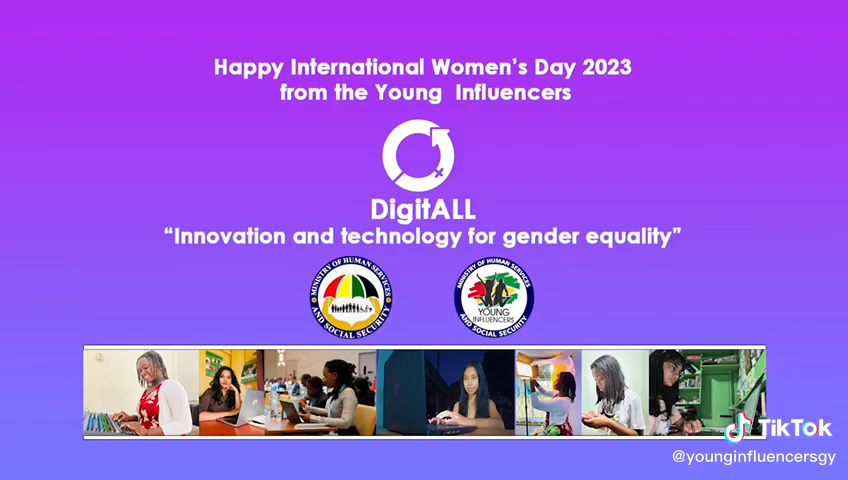 Happy International Women's Day 2023
from the Young Influencers
DigitALL
“Innovation and technology for gender equality”
MINISTRY OF HUMAN SERVICES
AND SOCIAL SECURITY
MINISTRY OF HUMAN SERVICES
YOUNG
INFLUENCERS
AND SOCIAL SECURITY
TikTok
@younginfluencersgy